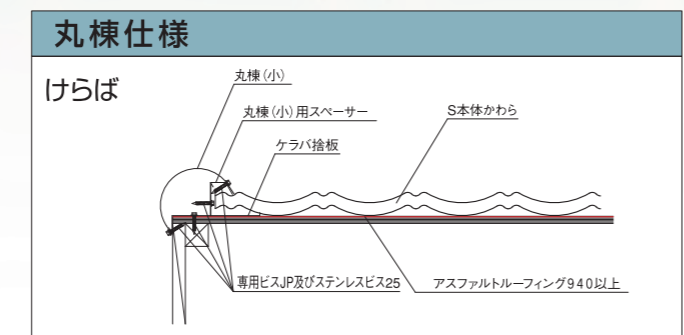 丸棟仕様
けらば
丸棟(小)
丸棟(小)用スペーサー
S本体かわら
ケラバ捨板
専用ビスJP及びステンレスビス25
アスファルトルーフィング940以上